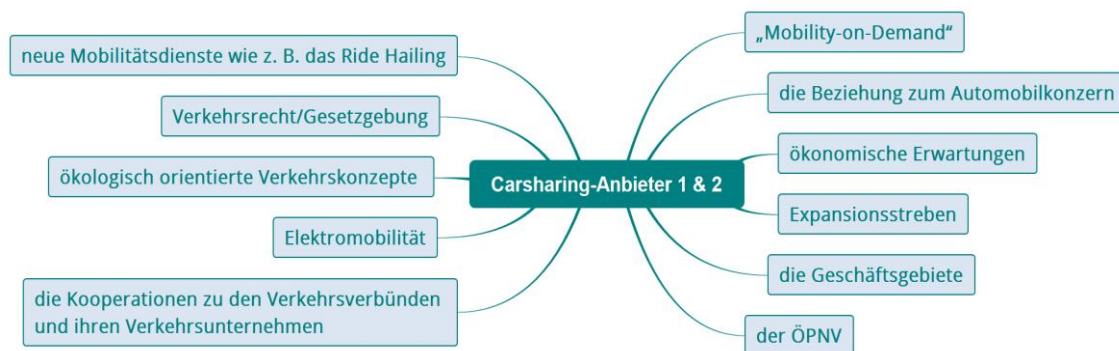 neue Mobilitätsdienste wie z. B. das Ride Hailing
Verkehrsrecht/Gesetzgebung
ökologisch orientierte Verkehrskonzepte
Elektromobilität
die Kooperationen zu den Verkehrsverbünden
und ihren Verkehrsunternehmen
Carsharing-Anbieter 1 & 2
„Mobility-on-Demand“
die Beziehung zum Automobilkonzern
ökonomische Erwartungen
Expansionsstreben
die Geschäftsgebiete
der ÖPNV